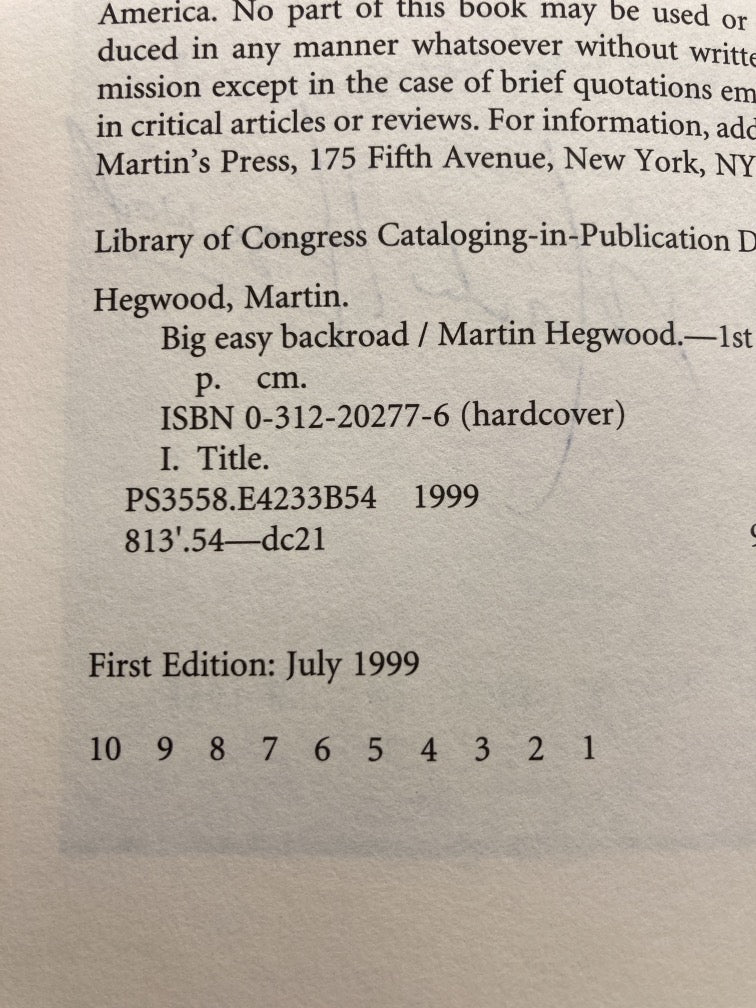 America. No part of this book may be used or
duced in any manner whatsoever without writte
mission except in the case of brief quotations em
in critical articles or reviews. For information, add
Martin's Press, 175 Fifth Avenue, New York, NY
Library of Congress Cataloging-in-Publication D
Hegwood, Martin.
Big easy backroad / Martin Hegwood.—1st
p. cm.
ISBN 0-312-20277-6 (hardcover)
I. Title.
PS3558.E4233B54 1999
813'.54—dc21
First Edition: July 1999
10 9 8 7 6 5 4 3 2 1